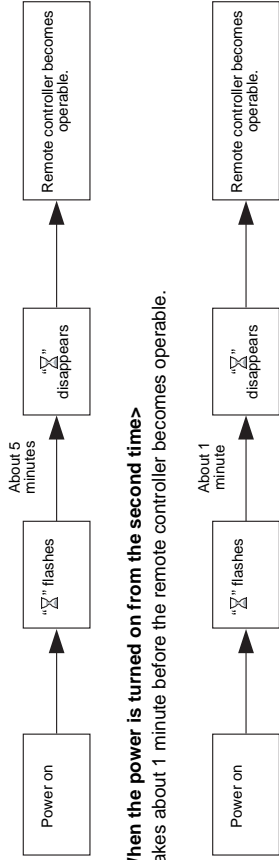 Power on
"⌛" flashes
About 5
minutes
"⌛"
disappears
Remote controller becomes
operable.
hen the power is turned on from the second time>
akes about 1 minute before the remote controller becomes operable.
Power on
"⌛" flashes
About 1
minute
"⌛"
disappears
Remote controller becomes
operable.